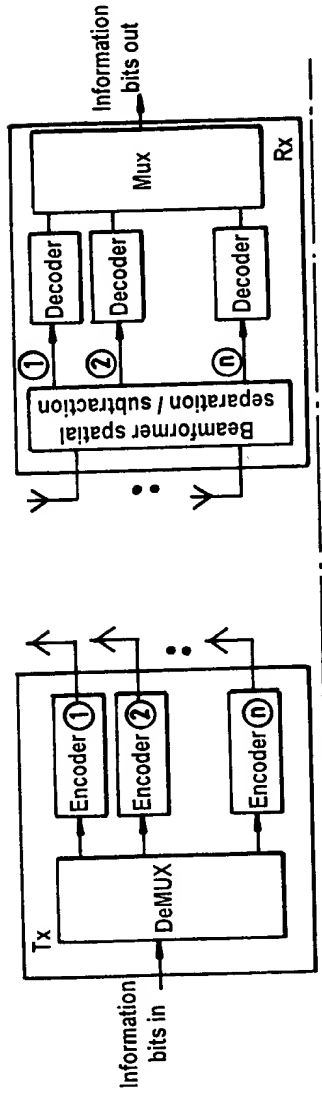 Tx
Information
bits in
DeMUX
Encoder ①
Encoder ②
Encoder ⓝ
Beamformer spatial
separation / subtraction
①
②
ⓝ
Decoder
Decoder
Decoder
Mux
Rx
Information
bits out